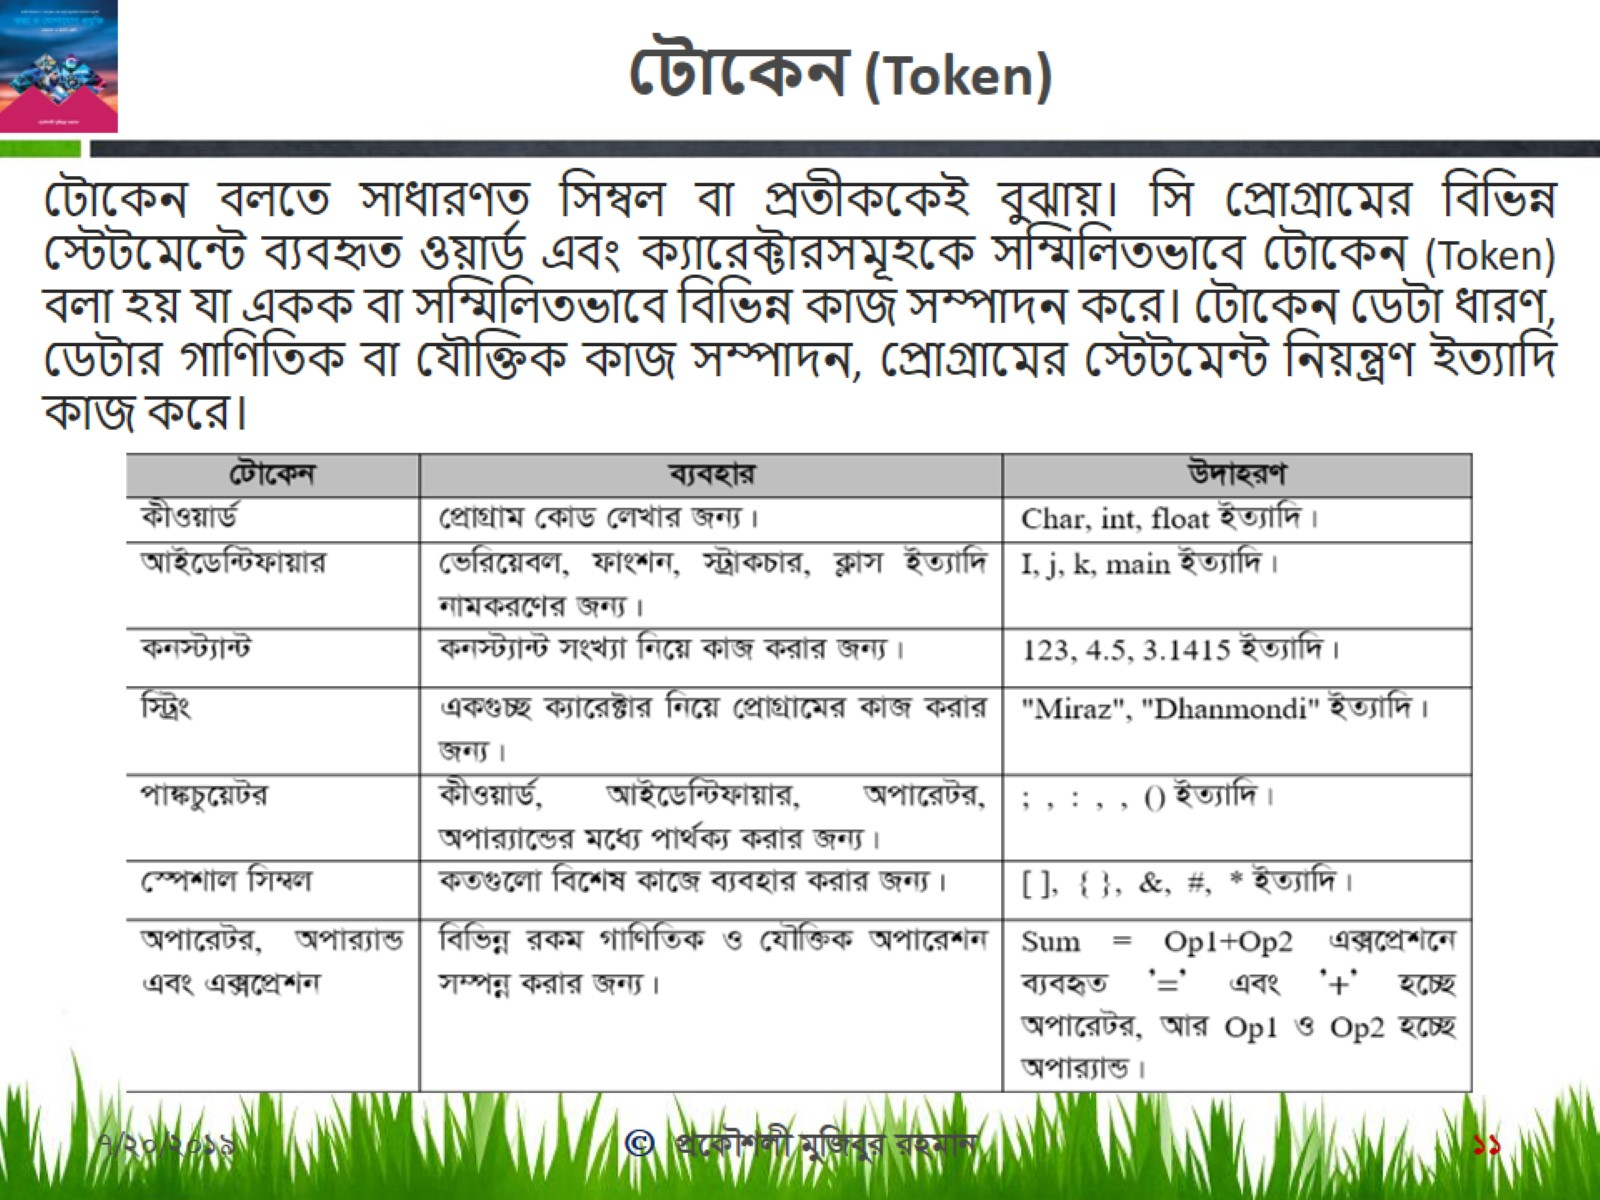 টোকেন (Token)
টোকেন বলতে সাধারণত সিম্বল বা প্রতীককেই বুঝায়। সি প্রোগ্রামের বিভিন্ন
স্টেটমেন্টে ব্যবহৃত ওয়ার্ড এবং ক্যারেক্টারসমূহকে সম্মিলিতভাবে টোকেন (Token)
বলা হয় যা একক বা সম্মিলিতভাবে বিভিন্ন কাজ সম্পাদন করে। টোকেন ডেটা ধারণ,
ডেটার গাণিতিক বা যৌক্তিক কাজ সম্পাদন, প্রোগ্রামের স্টেটমেন্ট নিয়ন্ত্রণ ইত্যাদি
কাজ করে।
টোকেন ব্যবহার উদাহরণ
কীওয়ার্ড প্রোগ্রাম কোড লেখার জন্য। Char, int, float ইত্যাদি।
আইডেন্টিফায়ার ভেরিয়েবল, ফাংশন, স্ট্রাকচার, ক্লাস ইত্যাদি I, j, k, main ইত্যাদি।
নামকরণের জন্য।
কনস্ট্যান্ট কনস্ট্যান্ট সংখ্যা নিয়ে কাজ করার জন্য। 123, 4.5, 3.1415 ইত্যাদি।
স্ট্রিং একগুচ্ছ ক্যারেক্টার নিয়ে প্রোগ্রামের কাজ করার "Miraz", "Dhanmondi" ইত্যাদি।
জন্য।
পাঙ্কচুয়েটর কীওয়ার্ড, আইডেন্টিফায়ার, অপারেটর, ; , : , , () ইত্যাদি।
অপার‍্যান্ডের মধ্যে পার্থক্য করার জন্য।
স্পেশাল সিম্বল কতগুলো বিশেষ কাজে ব্যবহার করার জন্য। [ ], { }, &, #, * ইত্যাদি।
অপারেটর, অপার‍্যান্ড বিভিন্ন রকম গাণিতিক ও যৌক্তিক অপারেশন Sum = Op1+Op2 এক্সপ্রেশনে
এবং এক্সপ্রেশন সম্পন্ন করার জন্য। ব্যবহৃত '=' এবং '+' হচ্ছে
অপারেটর, আর Op1 ও Op2 হচ্ছে
অপার‍্যান্ড।
৭/২০/২০১৯ © প্রকৌশলী মুজিবুর রহমান ১১